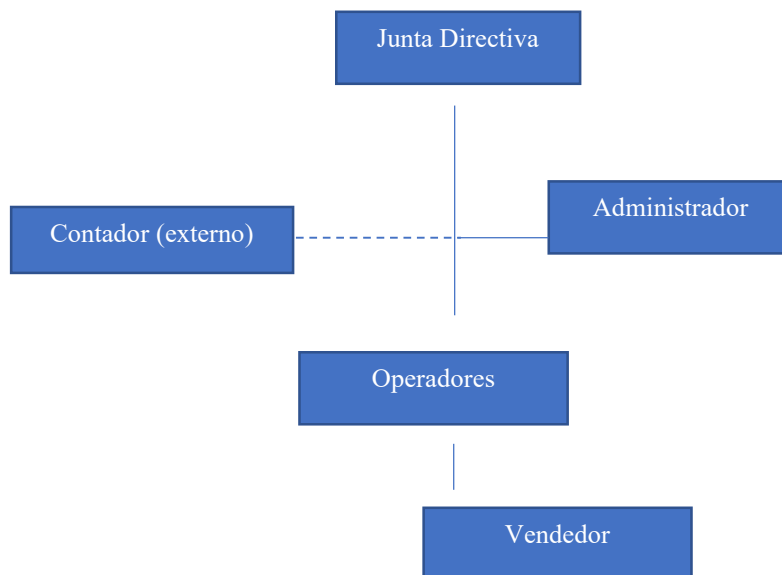 Junta Directiva
Administrador
Contador (externo)
Operadores
Vendedor